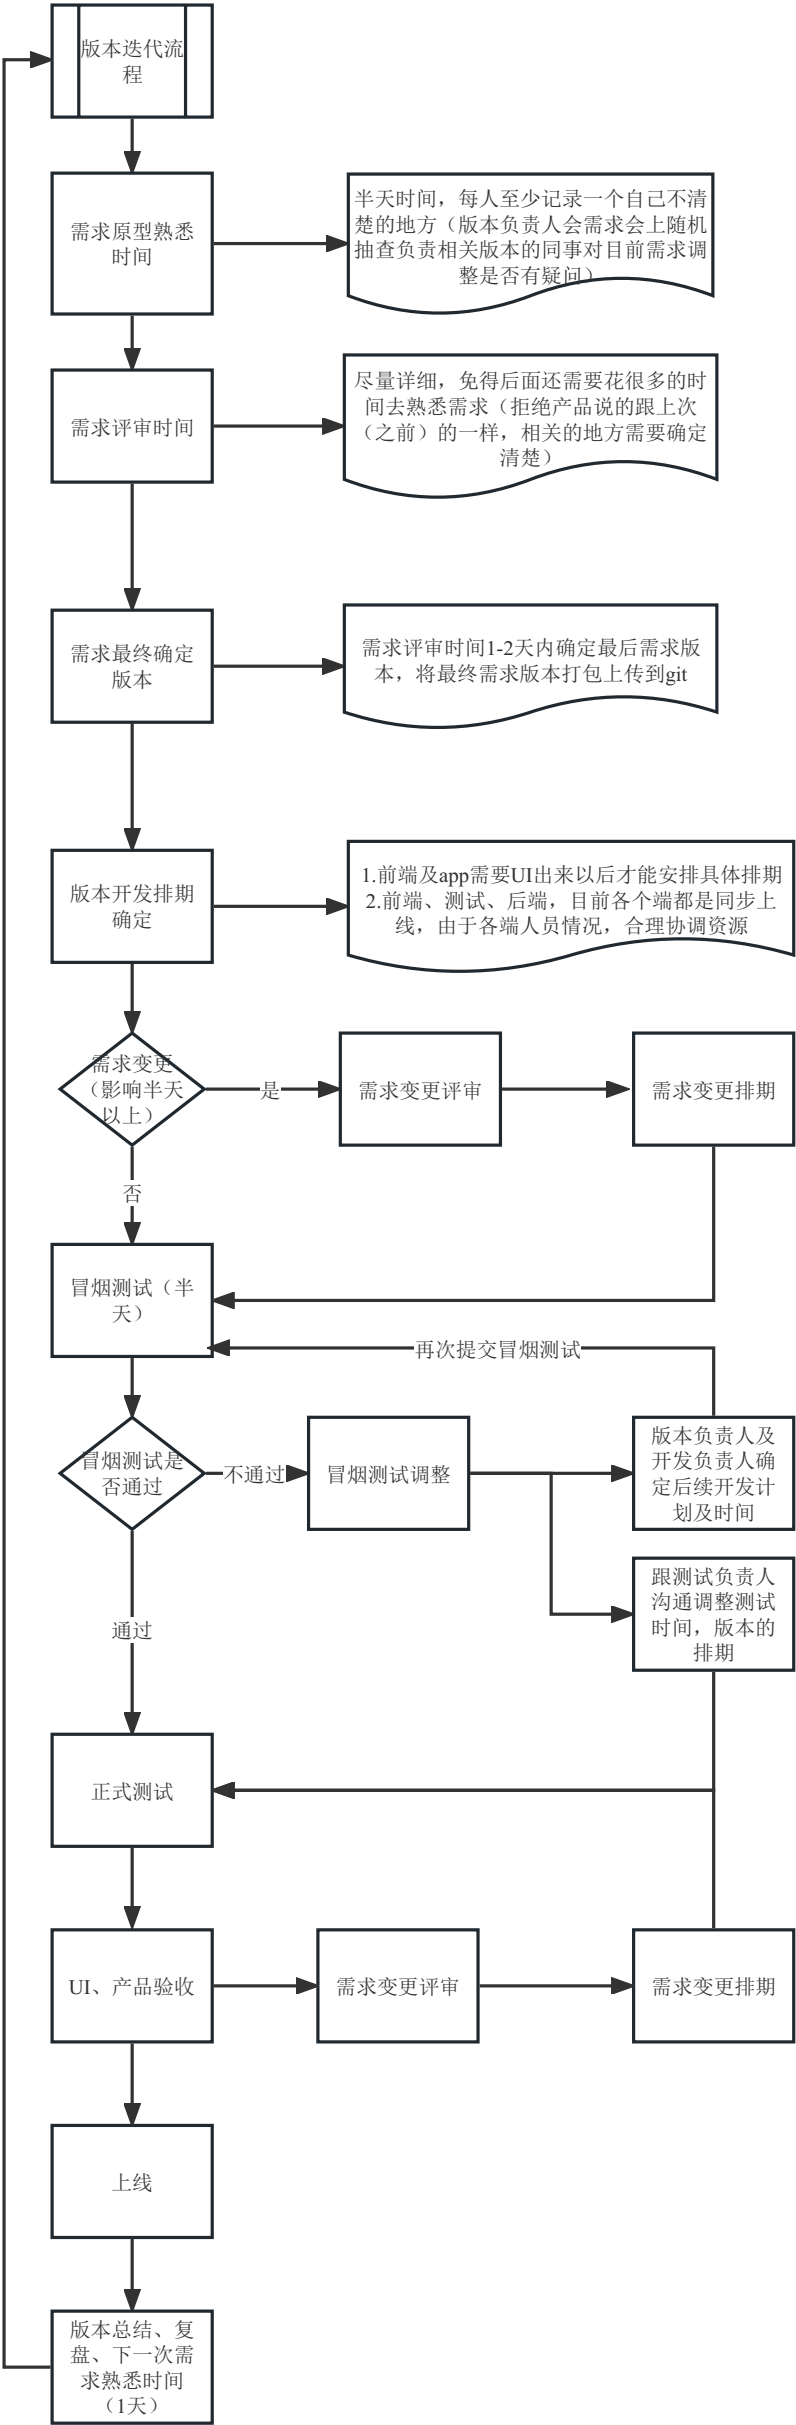 版本迭代流
程
需求原型熟悉
时间
半天时间，每人至少记录一个自己不清
楚的地方（版本负责人会需求会上随机
抽查负责相关版本的同事对目前需求调
整是否有疑问）
需求评审时间
尽量详细，免得后面还需要花很多的时
间去熟悉需求（拒绝产品说的跟上次
（之前）的一样，相关的地方需要确定
清楚）
需求最终确定
版本
需求评审时间1-2天内确定最后需求版
本，将最终需求版本打包上传到git
版本开发排期
确定
1.前端及app需要UI出来以后才能安排具体排期
2.前端、测试、后端，目前各个端都是同步上
线，由于各端人员情况，合理协调资源
需求变更
（影响半天
以上）
是
需求变更评审
需求变更排期
否
冒烟测试（半
天）
再次提交冒烟测试
冒烟测试是
否通过
不通过
冒烟测试调整
版本负责人及
开发负责人确
定后续开发计
划及时间
跟测试负责人
沟通调整测试
时间，版本的
排期
通过
正式测试
UI、产品验收
需求变更评审
需求变更排期
上线
版本总结、复
盘、下一次需
求熟悉时间
（1天）